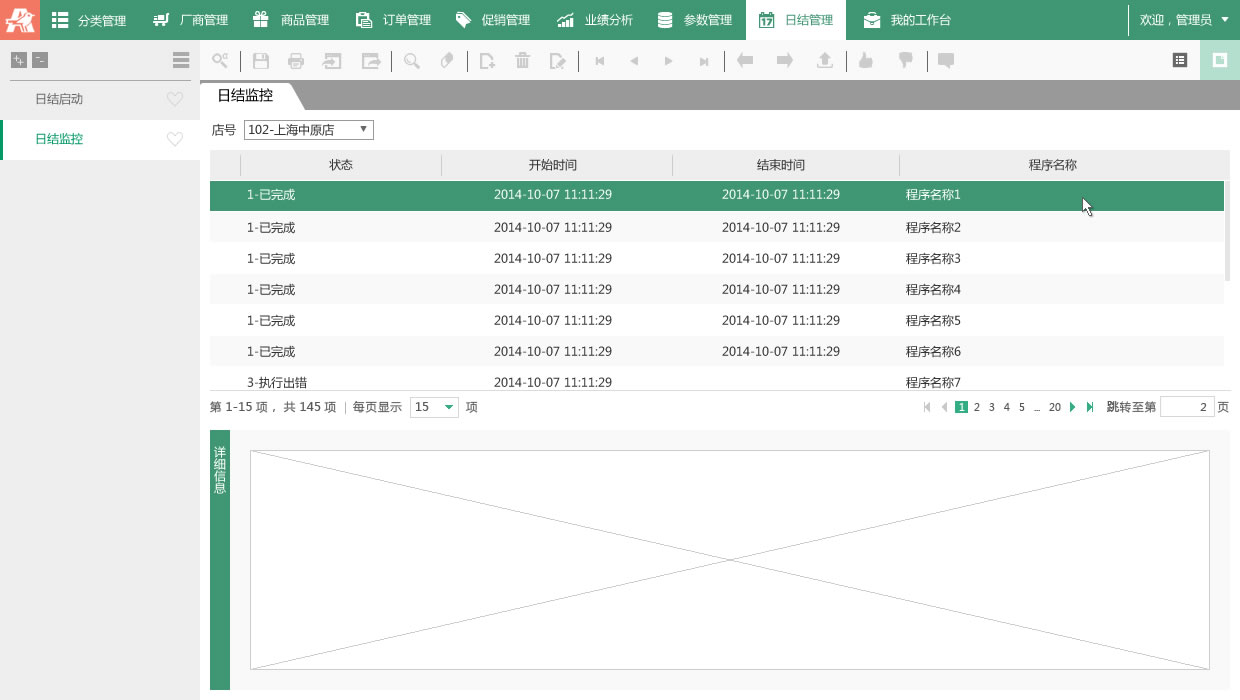 分类管理 厂商管理 商品管理 订单管理 促销管理 业绩分析 参数管理 日结管理 我的工作台 欢迎，管理员
日结启动
日结监控
日结监控
店号 102-上海中原店
状态 开始时间 结束时间 程序名称
1-已完成 2014-10-07 11:11:29 2014-10-07 11:11:29 程序名称1
1-已完成 2014-10-07 11:11:29 2014-10-07 11:11:29 程序名称2
1-已完成 2014-10-07 11:11:29 2014-10-07 11:11:29 程序名称3
1-已完成 2014-10-07 11:11:29 2014-10-07 11:11:29 程序名称4
1-已完成 2014-10-07 11:11:29 2014-10-07 11:11:29 程序名称5
1-已完成 2014-10-07 11:11:29 2014-10-07 11:11:29 程序名称6
3-执行出错 2014-10-07 11:11:29 程序名称7
第 1-15 项，共 145 项 | 每页显示 15 项 1 2 3 4 5 ... 20 跳转至第 2 页
详细信息